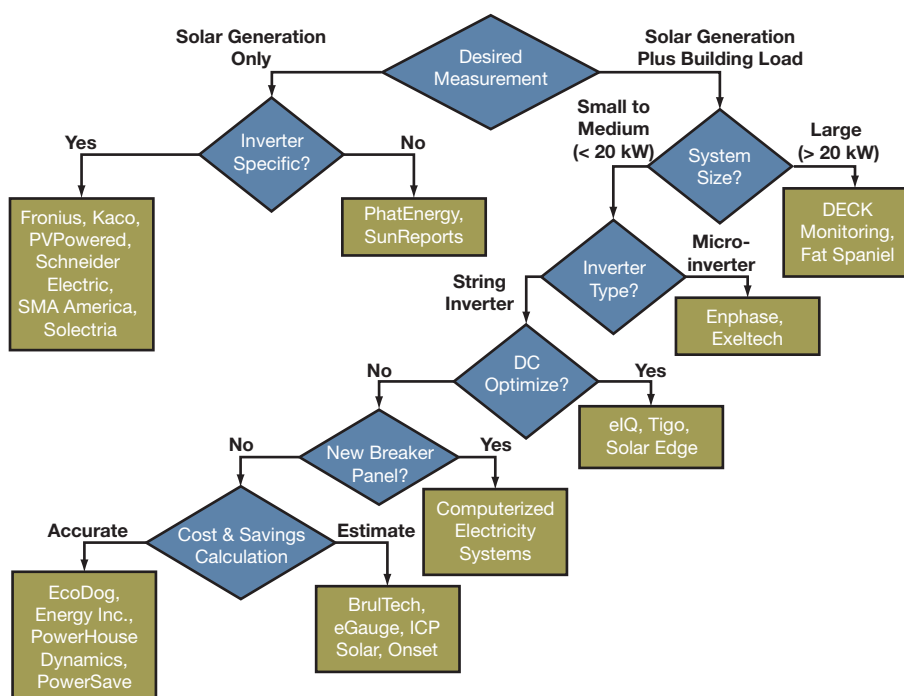 Solar Generation
Only
Desired
Measurement
Solar Generation
Plus Building Load
Yes
Inverter
Specific?
No
Small to
Medium
(< 20 kW)
System
Size?
Large
(> 20 kW)
Fronius, Kaco,
PVPowered,
Schneider
Electric,
SMA America,
Solectria
PhatEnergy,
SunReports
DECK
Monitoring,
Fat Spaniel
String
Inverter
Inverter
Type?
Micro-
inverter
Enphase,
Exeltech
No
DC
Optimize?
Yes
eIQ, Tigo,
Solar Edge
No
New Breaker
Panel?
Yes
Computerized
Electricity
Systems
Accurate
Cost & Savings
Calculation
Estimate
EcoDog,
Energy Inc.,
PowerHouse
Dynamics,
PowerSave
BrulTech,
eGauge, ICP
Solar, Onset